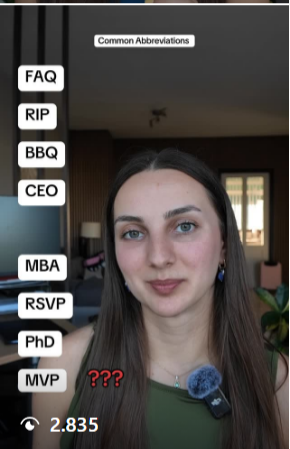 Common Abbreviations
FAQ
RIP
BBQ
CEO
MBA
RSVP
PhD
MVP ???
2.835